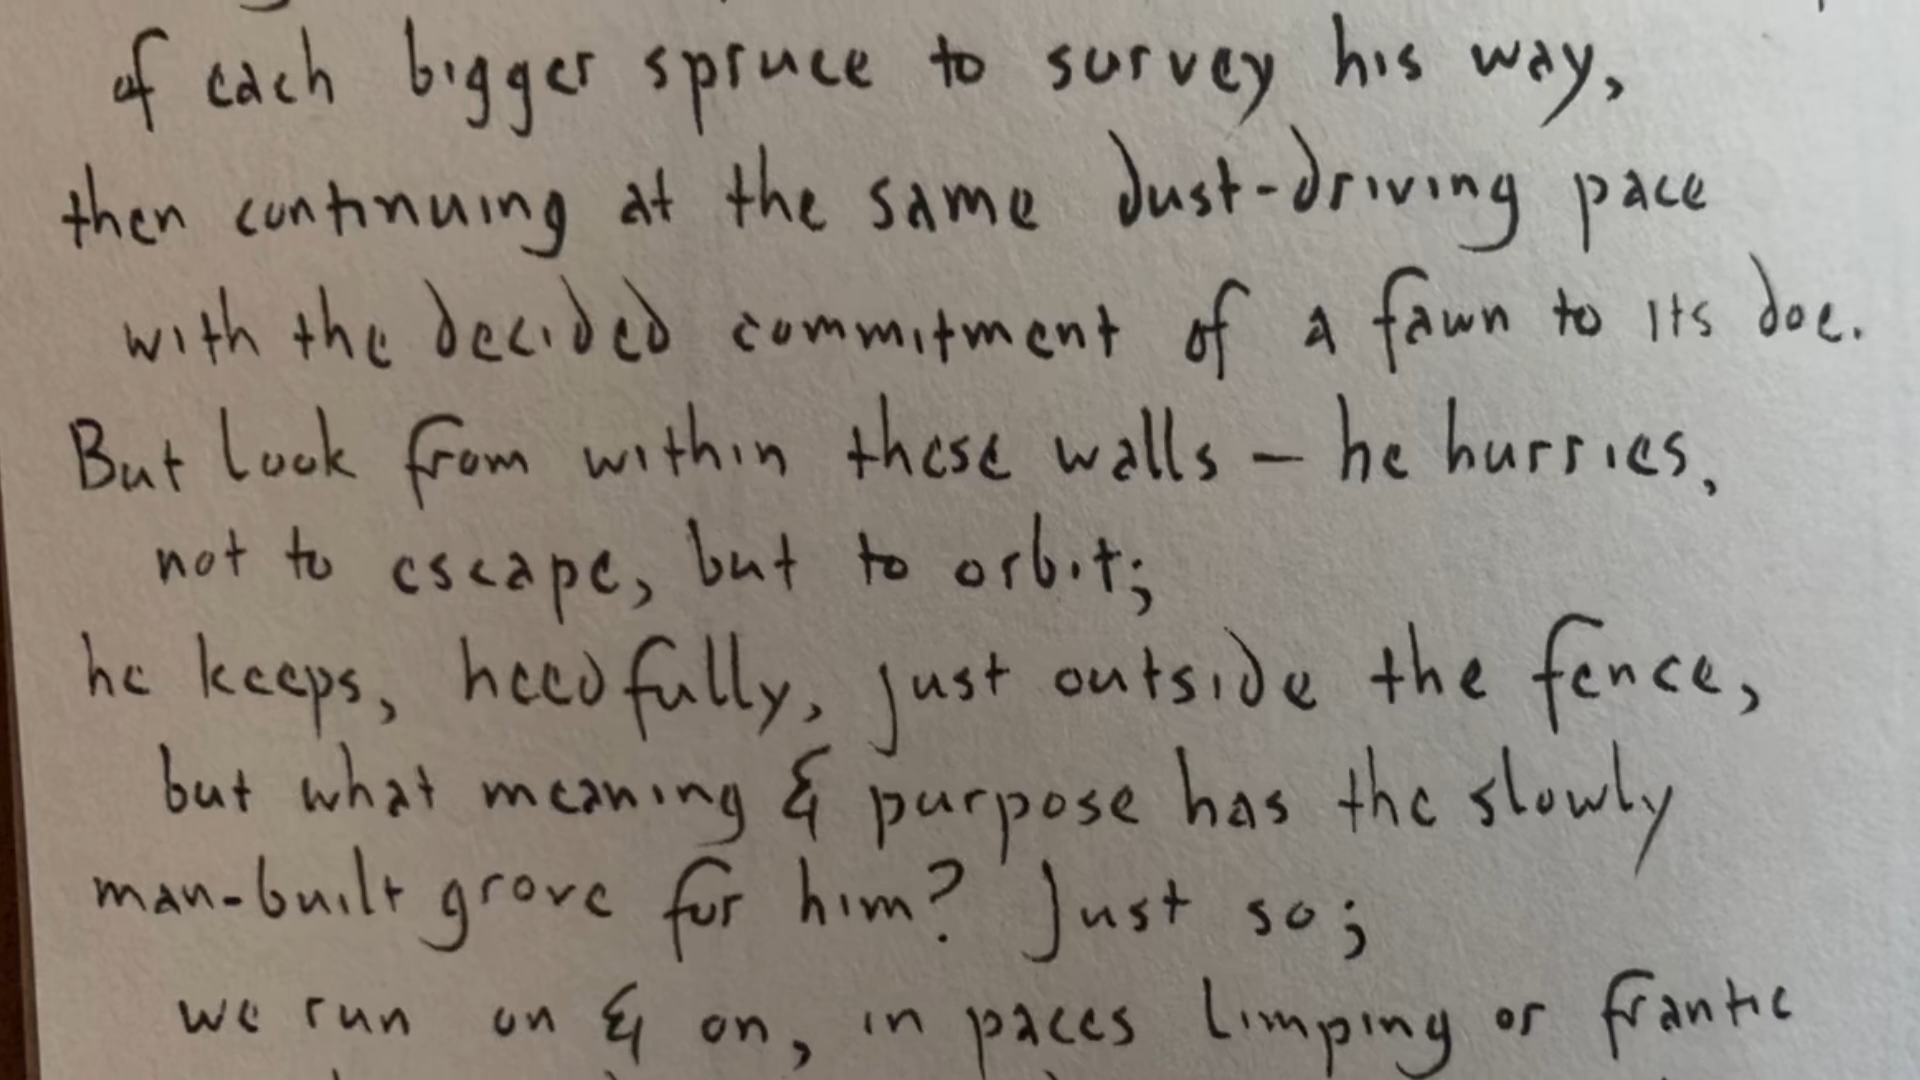 of each bigger spruce to survey his way,
then continuing at the same dust-driving pace
with the decided commitment of a fawn to its doe.
But look from within these walls – he hurries,
not to escape, but to orbit;
he keeps, heedfully, just outside the fence,
but what meaning & purpose has the slowly
man-built grove for him? Just so;
we run on & on, in paces limping or frantic